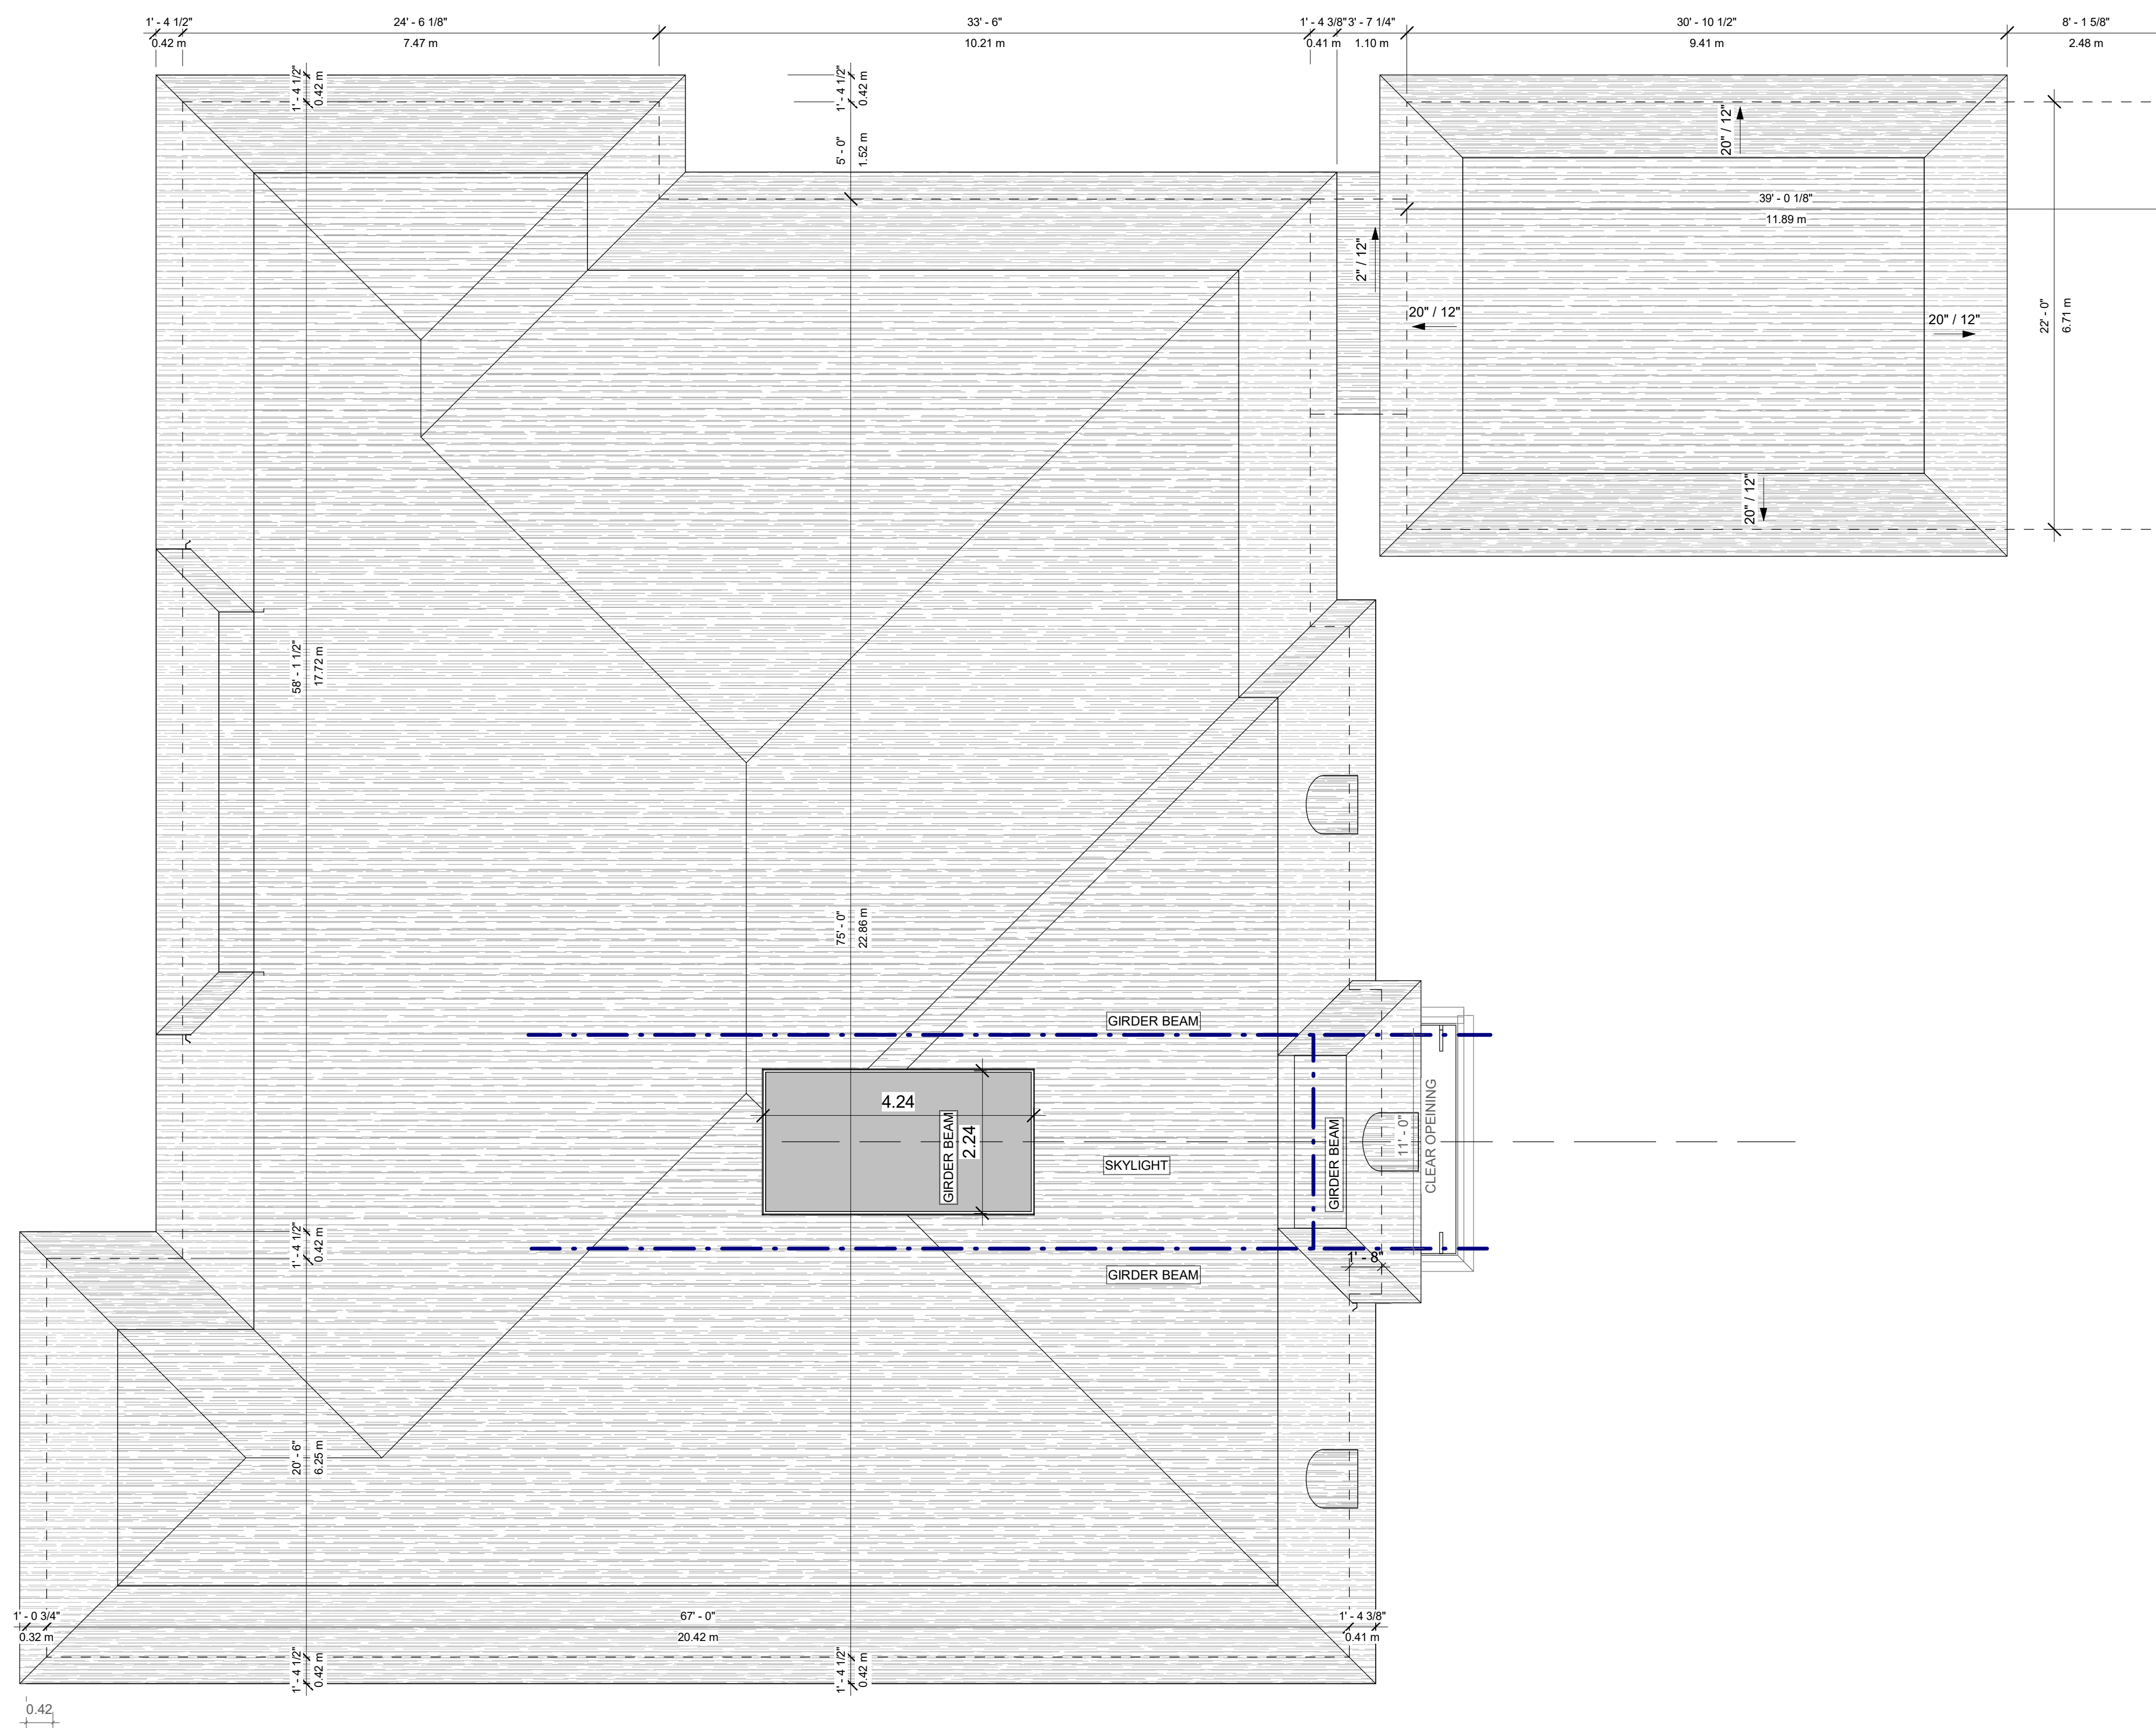 1' - 4 1/2"
24' - 6 1/8"
33' - 6"
1' - 4 3/8"
3' - 7 1/4"
30' - 10 1/2"
8' - 1 5/8"
0.42 m
7.47 m
10.21 m
0.41 m
1.10 m
9.41 m
2.48 m
1' - 4 1/2"
0.42 m
1' - 4 1/2"
0.42 m
5' - 0"
1.52 m
20" / 12"
39' - 0 1/8"
11.89 m
2" / 12"
20" / 12"
20" / 12"
22' - 0"
6.71 m
20" / 12"
58' - 1 1/2"
17.72 m
75' - 0"
22.86 m
GIRDER BEAM
4.24
GIRDER BEAM
2.24
SKYLIGHT
GIRDER BEAM
11' - 0"
CLEAR OPEINING
1' - 4 1/2"
0.42 m
1' - 8"
GIRDER BEAM
20' - 6"
6.25 m
1' - 0 3/4"
0.32 m
67' - 0"
20.42 m
1' - 4 3/8"
0.41 m
1' - 4 1/2"
0.42 m
1' - 4 1/2"
0.42 m
0.42